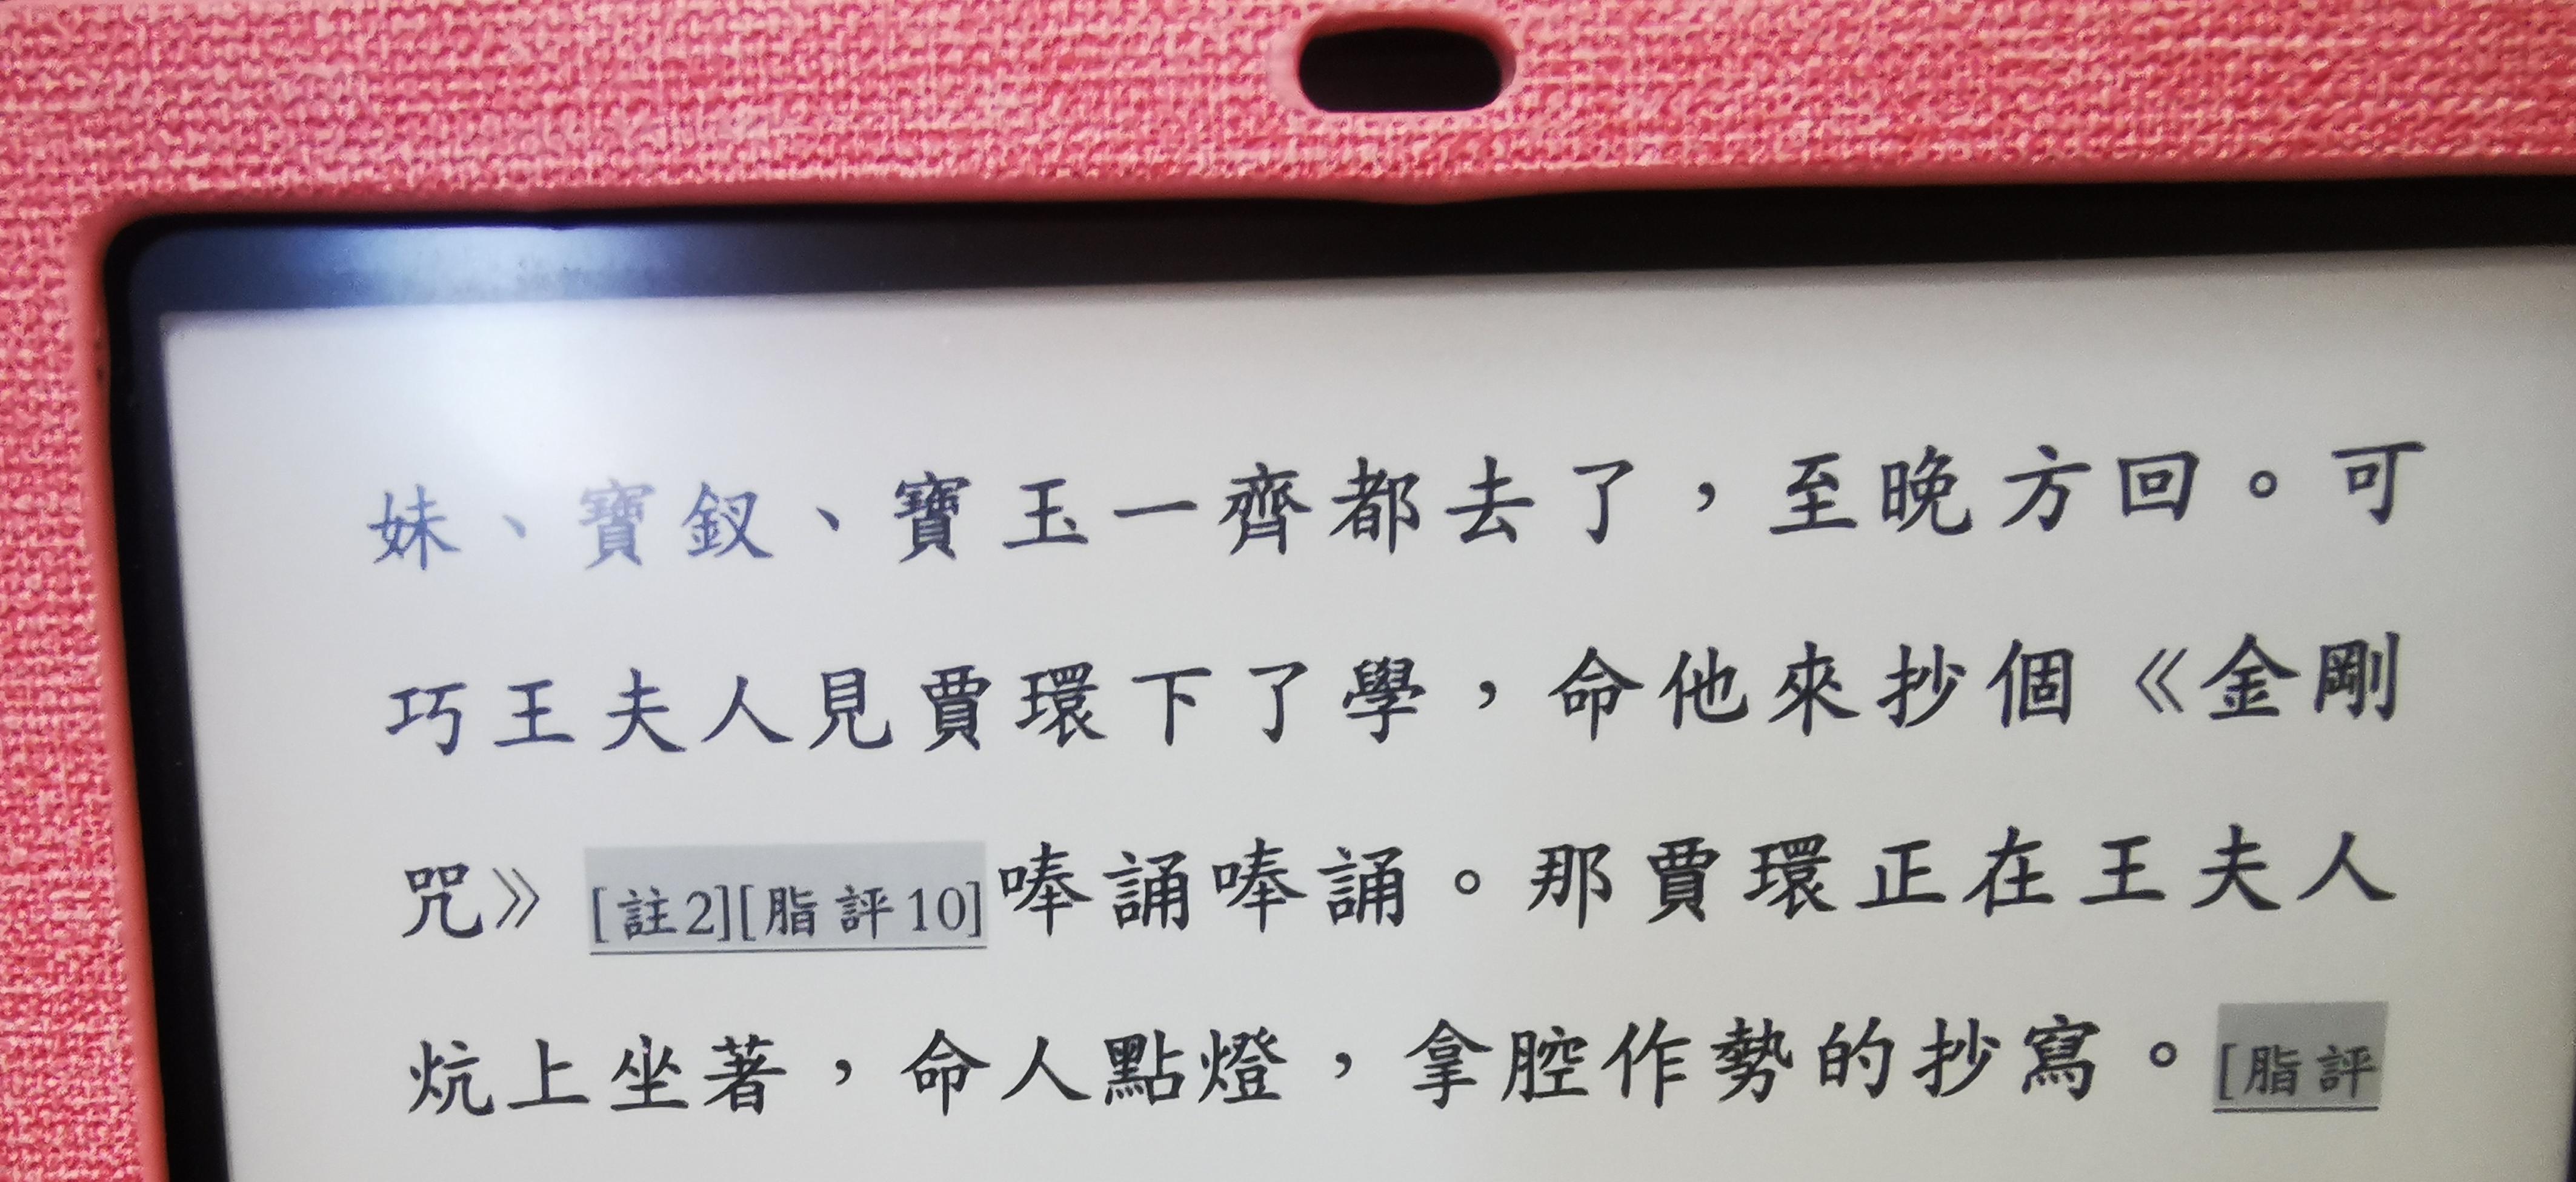 妹、寶釵、寶玉一齊都去了，至晚方回。可
巧王夫人見賈環下了學，命他來抄個《金剛
咒》[註2][脂評10]唪誦唪誦。那賈環正在王夫人
炕上坐著，命人點燈，拿腔作勢的抄寫。[脂評